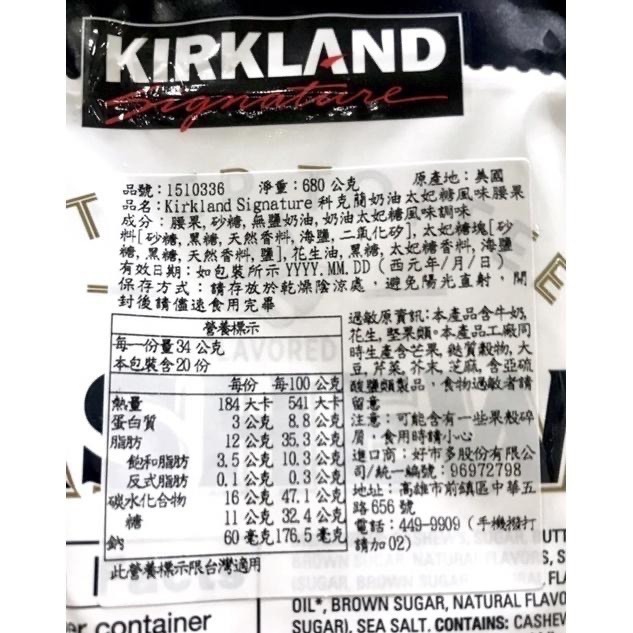 KIRKLAND
Signature
品號：1510336 淨重：680 公克 原產地：美國
品名：Kirkland Signature 科克蘭奶油太妃糖風味腰果
成分：腰果, 砂糖, 無鹽奶油, 奶油太妃糖風味調味
料[砂糖, 黑糖, 天然香料, 海鹽, 二氧化矽], 太妃糖塊[砂
糖, 黑糖, 天然香料, 鹽], 花生油, 黑糖, 太妃糖香料, 海鹽
有效日期：如包裝所示 YYYY.MM.DD (西元年/月/日)
保存方式：請存放於乾燥陰涼處，避免陽光直射，開
封後請儘速食用完畢
營養標示
每一份量 34 公克
本包裝含 20 份
每份 每100 公克
熱量 184 大卡 541 大卡
蛋白質 3 公克 8.8 公克
脂肪 12 公克 35.3 公克
飽和脂肪 3.5 公克 10.3 公克
反式脂肪 0.1 公克 0.3 公克
碳水化合物 16 公克 47.1 公克
糖 11 公克 32.4 公克
鈉 60 毫克 176.5 毫克
此營養標示限台灣適用
過敏原資訊：本產品含牛奶,
花生, 堅果類。本產品工廠同
時生產含芒果, 麩質穀物, 大
豆, 芹菜, 芥末, 芝麻, 含亞硫
酸鹽類製品，食物過敏者請
留意
注意：可能含有一些果殼碎
屑，食用時請小心
進口商：好市多股份有限公
司/統一編號：96972798
地址：高雄市前鎮區中華五
路 656 號
電話：449-9909 (手機撥打
請加 02)
AVORED
er container
OIL*, BROWN SUGAR, NATURAL FLAVO
SUGAR), SEA SALT. CONTAINS: CASHEW